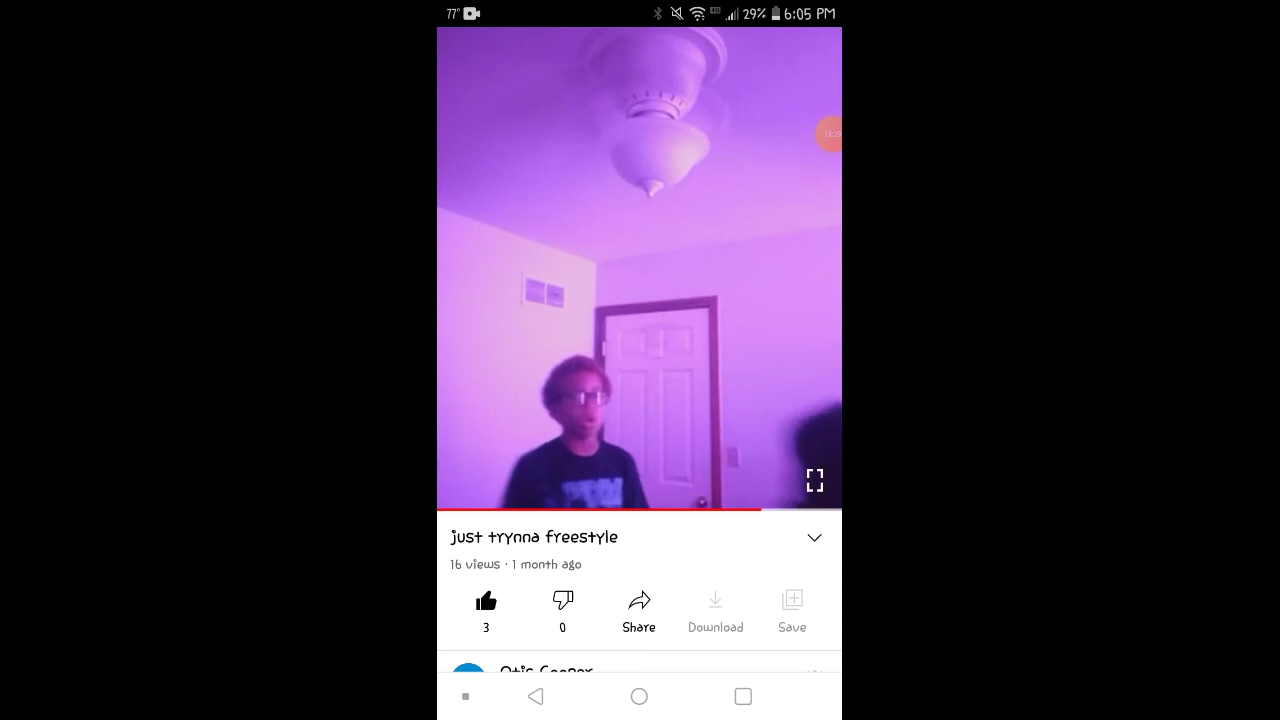 77°
29% 6:05 PM
just trynna freestyle
16 views · 1 month ago
3
0
Share
Download
Save